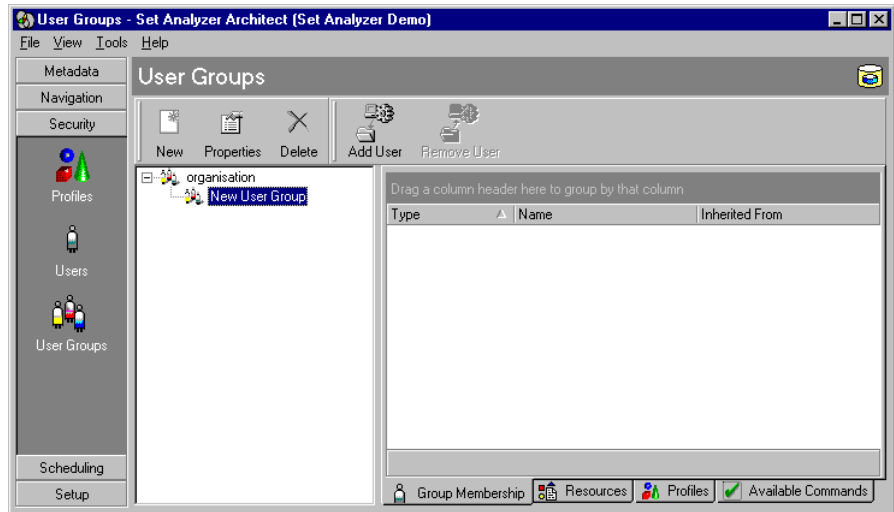 User Groups - Set Analyzer Architect (Set Analyzer Demo)
File View Tools Help
Metadata
Navigation
Security
Profiles
Users
User Groups
Scheduling
Setup
User Groups
New Properties Delete Add User Remove User
organisation
New User Group
Drag a column header here to group by that column
Type Name Inherited From
Group Membership Resources Profiles Available Commands